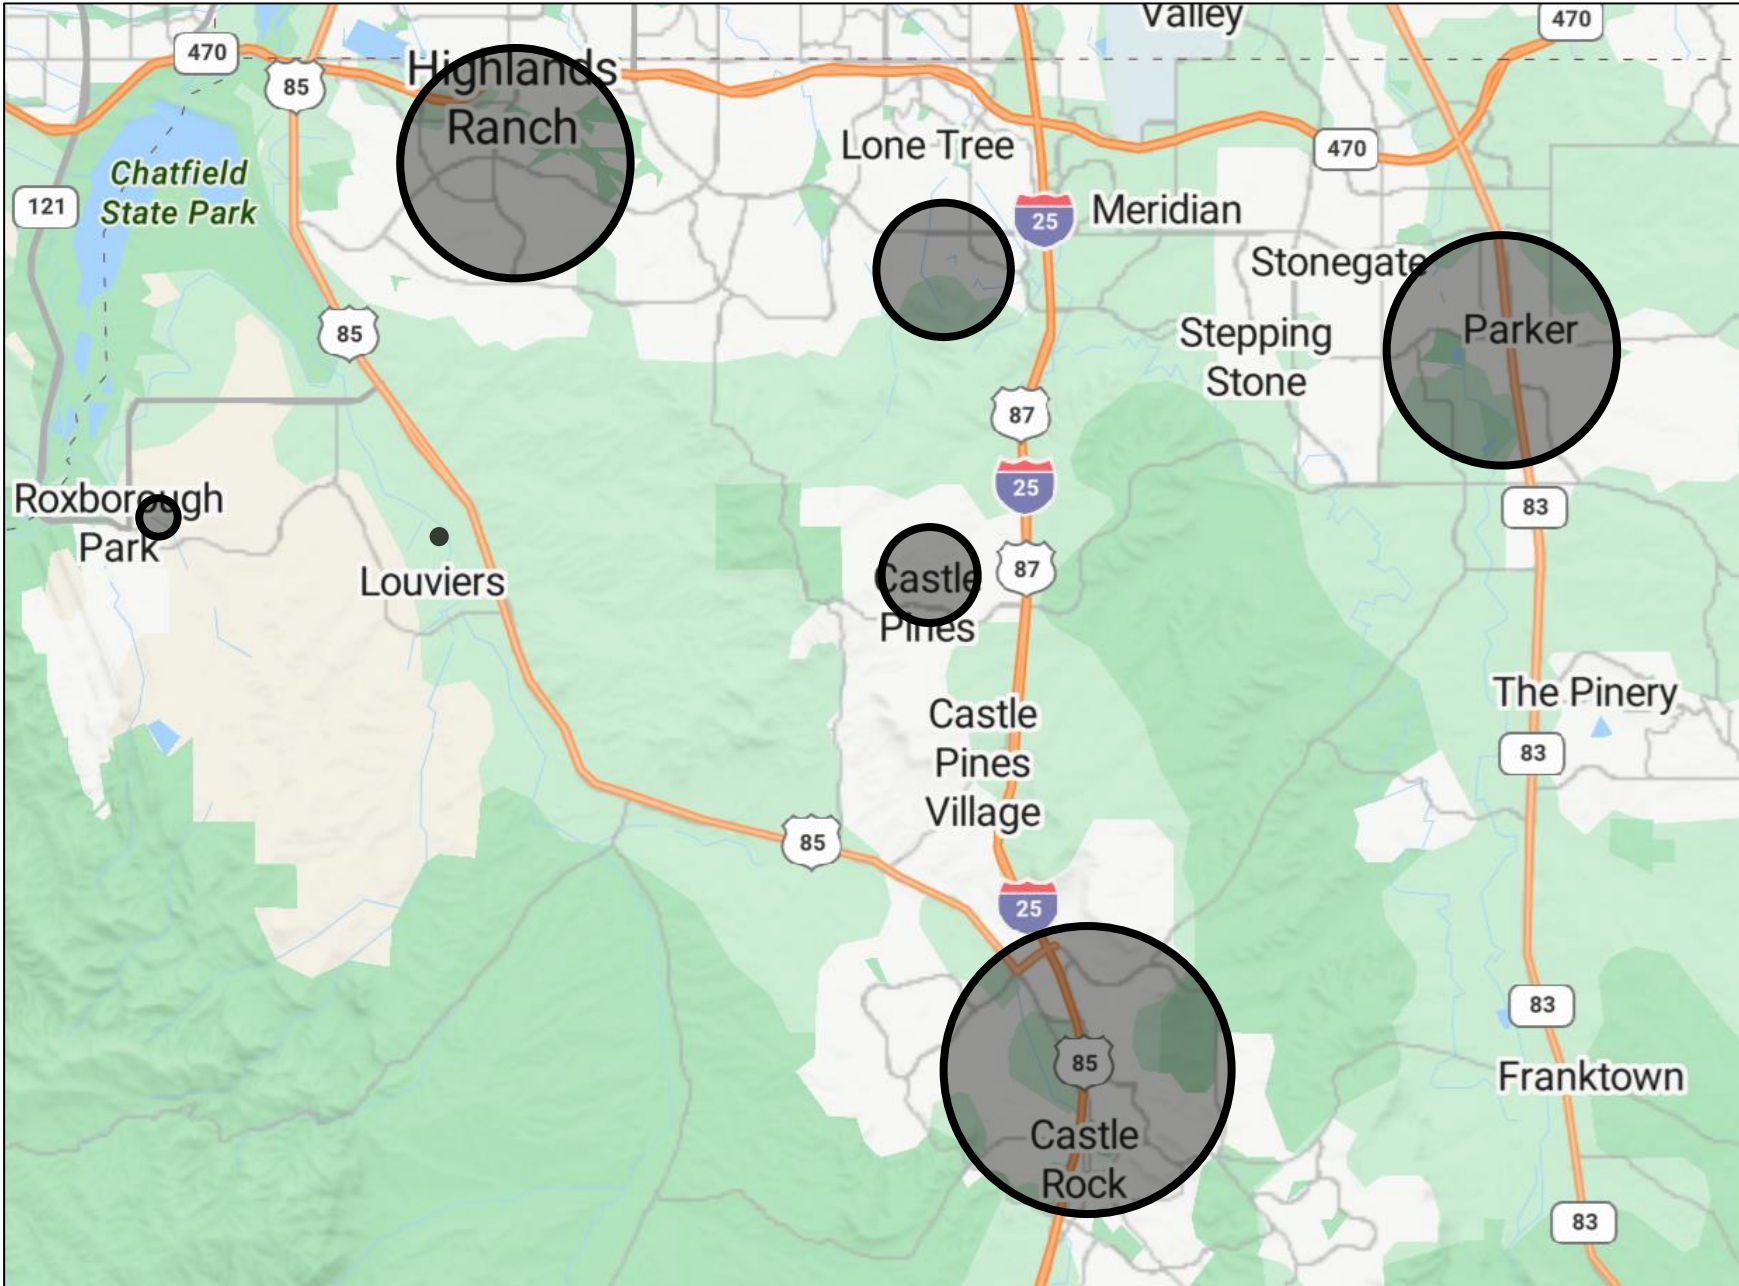 Valley
470
470
85
Highlands
Ranch
Lone Tree
470
Chatfield
State Park
121
25
Meridian
Stonegate
85
Stepping
Stone
Parker
87
25
83
Roxborough
Park
Louviers
87
Castle
Pines
The Pinery
Castle
Pines
Village
83
85
25
83
85
Franktown
Castle
Rock
83